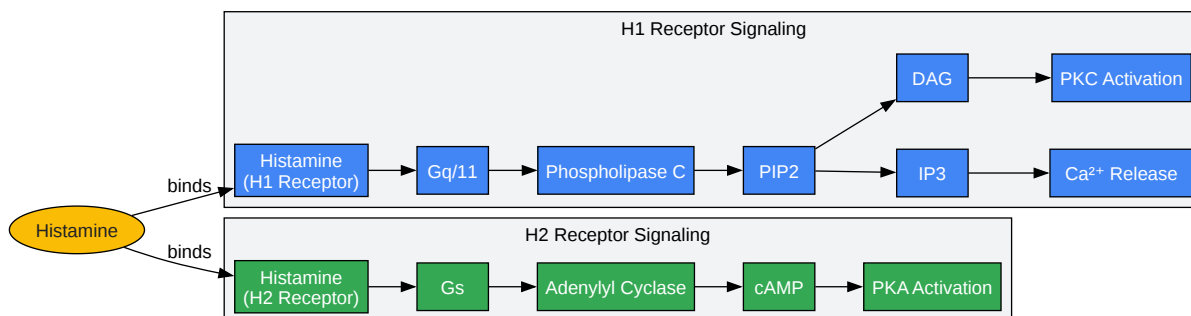 H1 Receptor Signaling
DAG
PKC Activation
Histamine
(H1 Receptor)
Gq/11
Phospholipase C
PIP2
IP3
Ca²⁺ Release
binds
Histamine
binds
H2 Receptor Signaling
Histamine
(H2 Receptor)
Gs
Adenylyl Cyclase
cAMP
PKA Activation